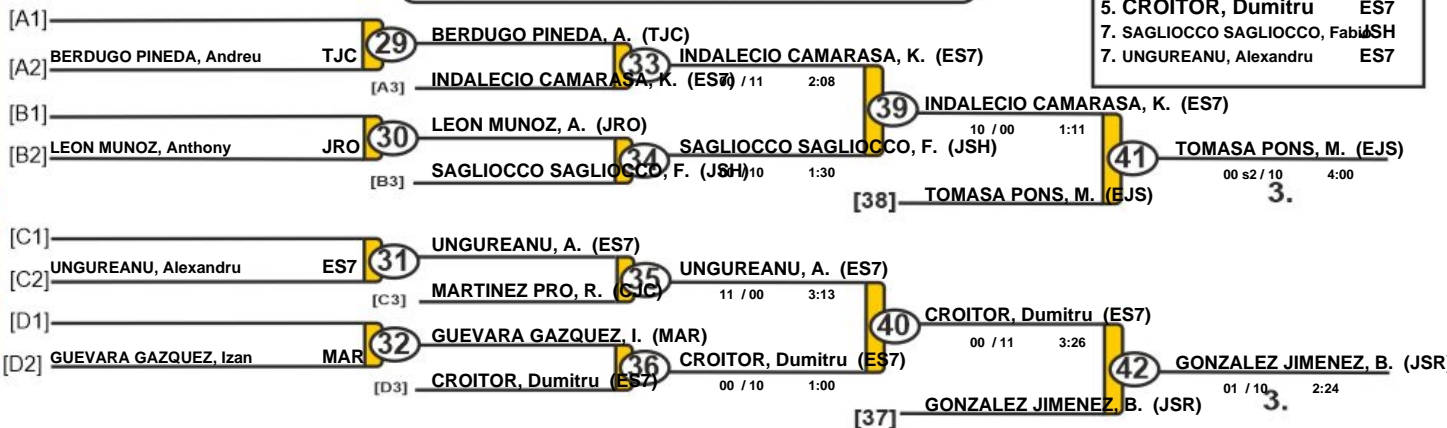 5. CROITOR, Dumitru ES7
7. SAGLIOCCO SAGLIOCCO, Fabio JSH
7. UNGUREANU, Alexandru ES7
[A1]
[A2] BERDUGO PINEDA, Andreu TJC
29
BERDUGO PINEDA, A. (TJC)
[A3] INDALECIO CAMARASA, K. (ES7)
33
INDALECIO CAMARASA, K. (ES7)
00 / 11 2:08
[B1]
[B2] LEON MUNOZ, Anthony JRO
30
LEON MUNOZ, A. (JRO)
[B3] SAGLIOCCO SAGLIOCCO, F. (JSH)
34
SAGLIOCCO SAGLIOCCO, F. (JSH)
/ 10 1:30
39
INDALECIO CAMARASA, K. (ES7)
10 / 00 1:11
[38] TOMASA PONS, M. (EJS)
41
TOMASA PONS, M. (EJS)
00 s2 / 10 4:00
3.
[C1]
[C2] UNGUREANU, Alexandru ES7
31
UNGUREANU, A. (ES7)
[C3] MARTINEZ PRO, R. (CJC)
35
UNGUREANU, A. (ES7)
11 / 00 3:13
[D1]
[D2] GUEVARA GAZQUEZ, Izan MAR
32
GUEVARA GAZQUEZ, I. (MAR)
[D3] CROITOR, Dumitru (ES7)
36
CROITOR, Dumitru (ES7)
00 / 10 1:00
40
CROITOR, Dumitru (ES7)
00 / 11 3:26
[37] GONZALEZ JIMENEZ, B. (JSR)
42
GONZALEZ JIMENEZ, B. (JSR)
01 / 10 2:24
3.